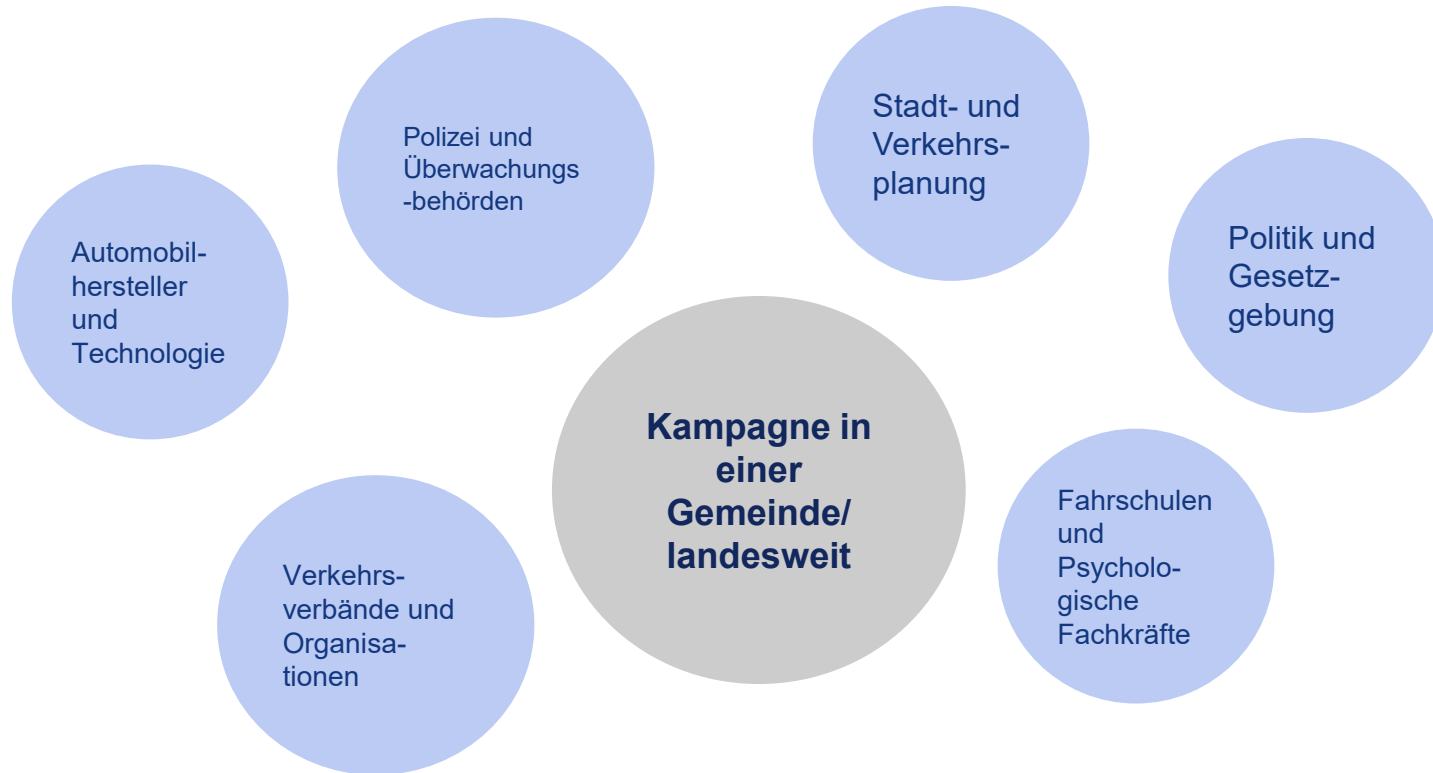 Polizei und
Überwachungs
-behörden
Stadt- und
Verkehrs-
planung
Automobil-
hersteller
und
Technologie
Politik und
Gesetz-
gebung
Kampagne in
einer
Gemeinde/
landesweit
Verkehrs-
verbände und
Organisa-
tionen
Fahrschulen
und
Psycholo-
gische
Fachkräfte